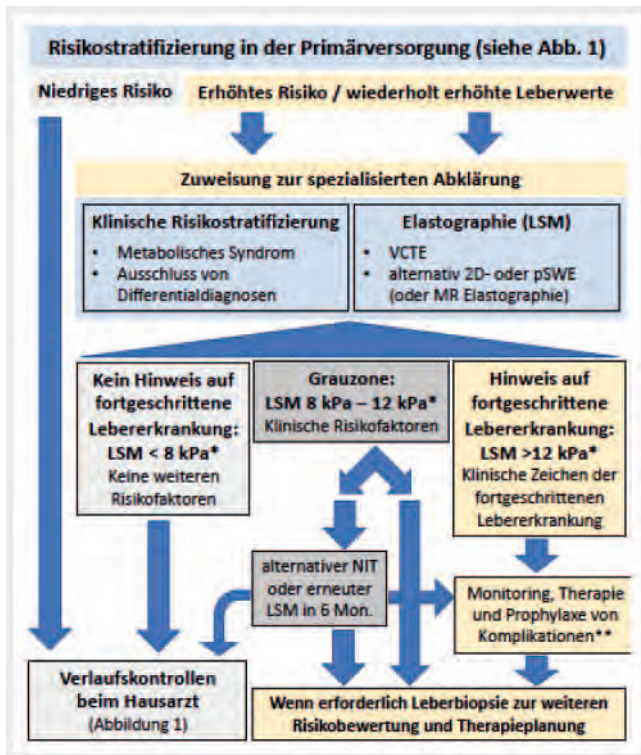 Risikostratifizierung in der Primärversorgung (siehe Abb. 1)
Niedriges Risiko
Erhöhtes Risiko / wiederholt erhöhte Leberwerte
Zuweisung zur spezialisierten Abklärung
Klinische Risikostratifizierung
• Metabolisches Syndrom
• Ausschluss von
Differentialdiagnosen
Elastographie (LSM)
• VCTE
• alternativ 2D- oder pSWE
(oder MR Elastographie)
Kein Hinweis auf
fortgeschrittene
Lebererkrankung:
LSM < 8 kPa*
Keine weiteren
Risikofaktoren
Grauzone:
LSM 8 kPa – 12 kPa*
Klinische Risikofaktoren
Hinweis auf
fortgeschrittene
Lebererkrankung:
LSM >12 kPa*
Klinische Zeichen der
fortgeschrittenen
Lebererkrankung
alternativer NIT
oder erneuter
LSM in 6 Mon.
Monitoring, Therapie
und Prophylaxe von
Komplikationen**
Verlaufskontrollen
beim Hausarzt
(Abbildung 1)
Wenn erforderlich Leberbiopsie zur weiteren
Risikobewertung und Therapieplanung